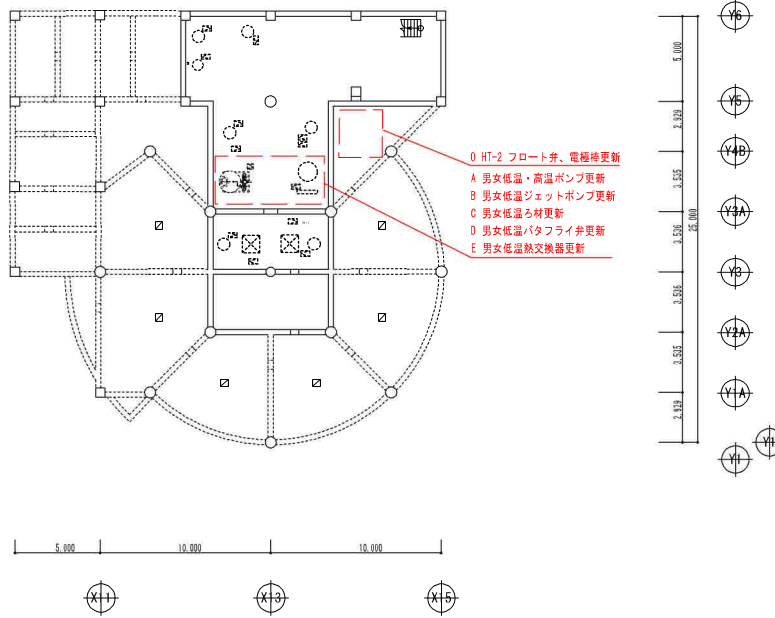 Y6
5.000
Y5
2.929
Y4B
O HT-2 フロート弁、電極棒更新
A 男女低温・高温ポンプ更新
B 男女低温ジェットポンプ更新
C 男女低温ろ材更新
D 男女低温バタフライ弁更新
E 男女低温熱交換器更新
3.535
Y3A
3.536
25.000
Y3
3.536
Y2A
3.535
Y1A
2.929
Y1
Y1
5.000
10.000
10.000
X11
X13
X15